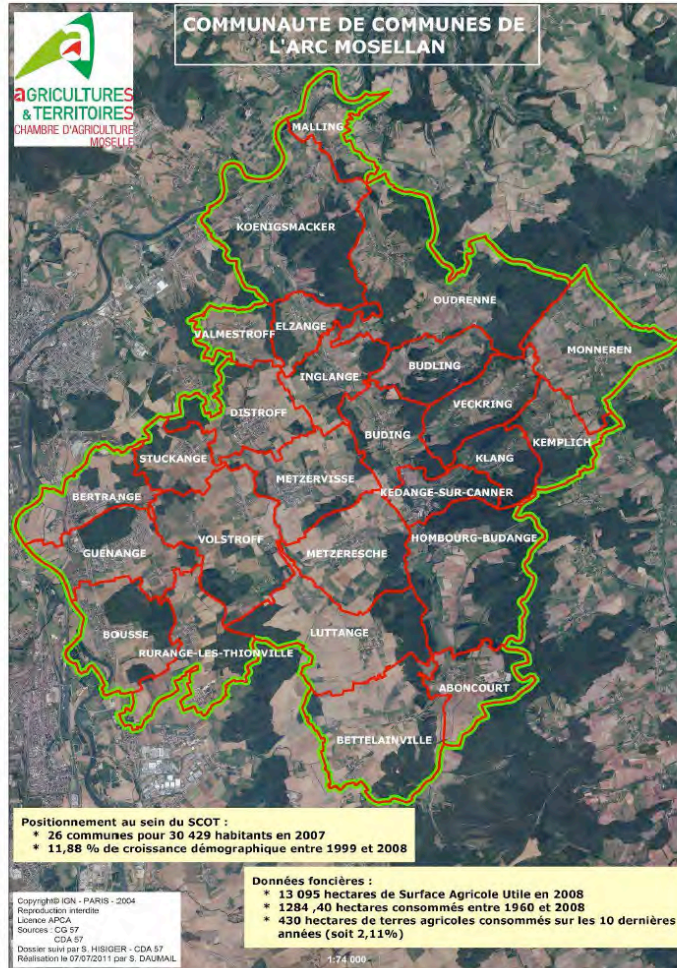 COMMUNAUTE DE COMMUNES DE
L'ARC MOSELLAN
aGRICULTURES
& TERRITOIRES
CHAMBRE D'AGRICULTURE
MOSELLE
MALLING
KOENIGSMACKER
OUDRENNE
VALMESTROFF
ELZANGE
MONNEREN
INGLANGE
BUDLING
DISTROFF
VECKRING
BUDING
KEMPLICH
STUCKANGE
KLANG
METZERVISSE
BERTRANGE
KEDANGE-SUR-CANNER
VOLSTROFF
HOMBOURG-BUDANGE
GUENANGE
METZERESCHE
BOUSSE
LUTTANGE
RURANGE-LES-THIONVILLE
ABONCOURT
BETTELAINVILLE
Positionnement au sein du SCOT :
* 26 communes pour 30 429 habitants en 2007
* 11,88 % de croissance démographique entre 1999 et 2008
Données foncières :
* 13 095 hectares de Surface Agricole Utile en 2008
* 1284 ,40 hectares consommés entre 1960 et 2008
* 430 hectares de terres agricoles consommés sur les 10 dernières
années (soit 2,11%)
Copyright© IGN - PARIS - 2004
Reproduction interdite
Licence APCA
Sources : CG 57
CDA 57
Dossier suivi par S. HISIGER - CDA 57
Réalisation le 07/07/2011 par S. DAUMAIL
1:74 000